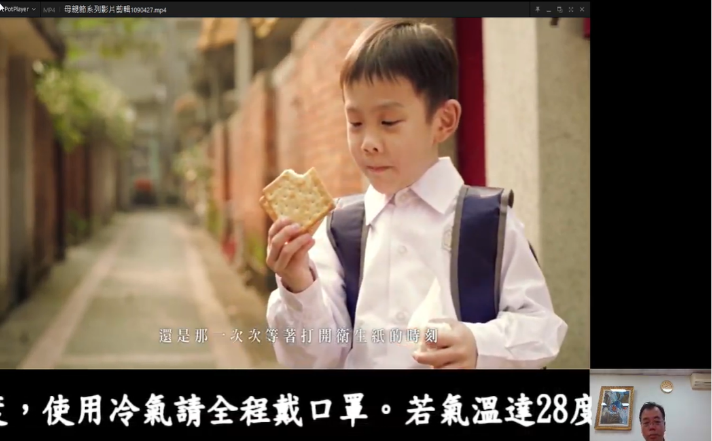 PotPlayer MP4 母親節系列影片剪輯1090427.mp4
還是那一次次等著打開衛生紙的時刻
，使用冷氣請全程戴口罩。若氣溫達28度